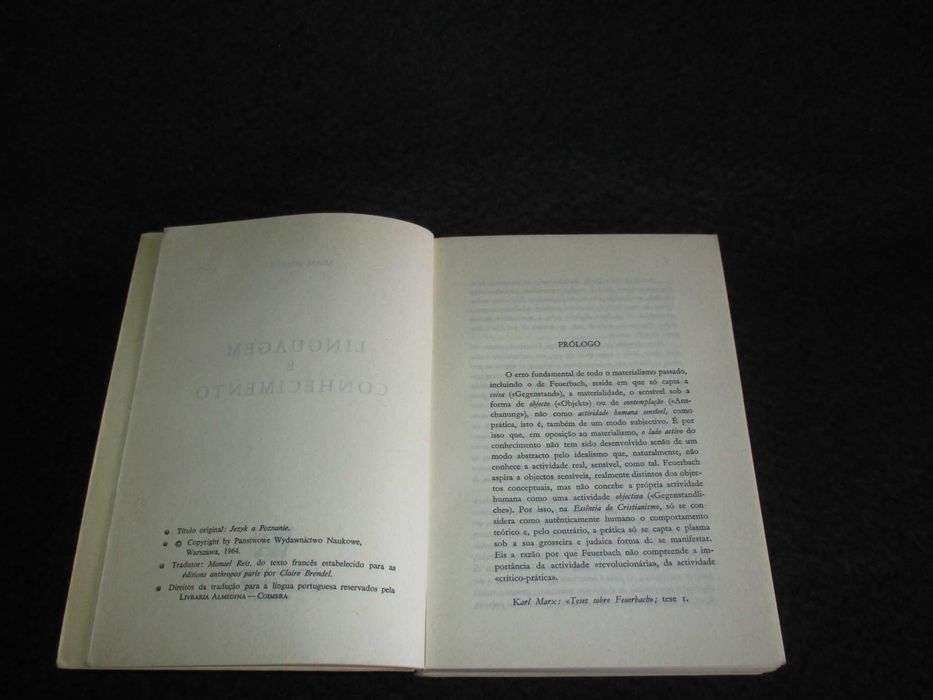 LINGUAGEM
E
CONHECIMENTO
Título original: Jezyk a Poznanie.
© Copyright by Panstwowe Wydawnictwo Naukowe,
Warszawa, 1964.
Tradutor: Manuel Reis, do texto francês estabelecido para as
éditions anthropos paris por Claire Brendel.
Direitos da tradução para a língua portuguesa reservados pela
LIVRARIA ALMEDINA — COIMBRA
PRÓLOGO
O erro fundamental de todo o materialismo passado,
incluindo o de Feuerbach, reside em que só capta a
coisa («Gegenstand»), a materialidade, o sensível sob a
forma de objecto («Objekt») ou de contemplação («Ans-
chanung»), não como actividade humana sensível, como
prática, isto é, também de um modo subjectivo. É por
isso que, em oposição ao materialismo, o lado activo do
conhecimento não tem sido desenvolvido senão de um
modo abstracto pelo idealismo que, naturalmente, não
conhece a actividade real, sensível, como tal. Feuerbach
aspira a objectos sensíveis, realmente distintos dos objec-
tos conceptuais, mas não concebe a própria actividade
humana como uma actividade objectiva («Gegenstandli-
che»). Por isso, na Essência do Cristianismo, só se con-
sidera como autênticamente humano o comportamento
teórico e, pelo contrário, a prática só se capta e plasma
sob a sua grosseira e judaica forma de se manifestar.
Eis a razão por que Feuerbach não compreende a im-
portância da actividade «revolucionária», da actividade
«crítico-prática».
Karl Marx: «Teses sobre Feuerbach»; tese 1.